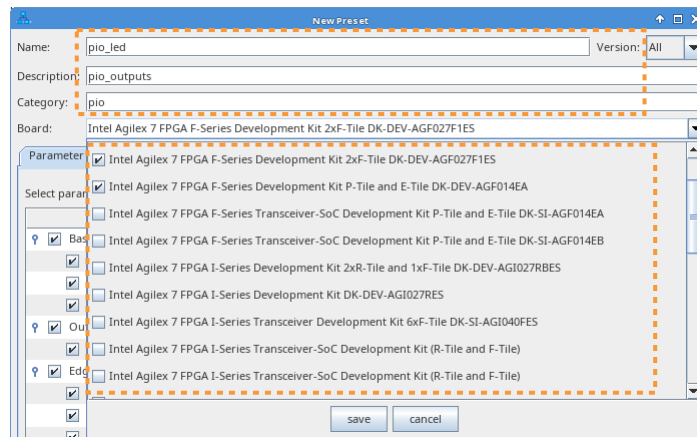 New Preset
Name: pio_led Version: All
Description: pio_outputs
Category: pio
Board: Intel Agilex 7 FPGA F-Series Development Kit 2xF-Tile DK-DEV-AGF027F1ES
Parameter
Intel Agilex 7 FPGA F-Series Development Kit 2xF-Tile DK-DEV-AGF027F1ES
Intel Agilex 7 FPGA F-Series Development Kit P-Tile and E-Tile DK-DEV-AGF014EA
Select para
Intel Agilex 7 FPGA F-Series Transceiver-SoC Development Kit P-Tile and E-Tile DK-SI-AGF014EA
Bas Intel Agilex 7 FPGA F-Series Transceiver-SoC Development Kit P-Tile and E-Tile DK-SI-AGF014EB
Intel Agilex 7 FPGA I-Series Development Kit 2xR-Tile and 1xF-Tile DK-DEV-AGI027RBES
Intel Agilex 7 FPGA I-Series Development Kit DK-DEV-AGI027RES
Ou Intel Agilex 7 FPGA I-Series Transceiver Development Kit 6xF-Tile DK-SI-AGI040FES
Intel Agilex 7 FPGA I-Series Transceiver-SoC Development Kit (R-Tile and F-Tile)
Edg Intel Agilex 7 FPGA I-Series Transceiver-SoC Development Kit (R-Tile and F-Tile)
save cancel